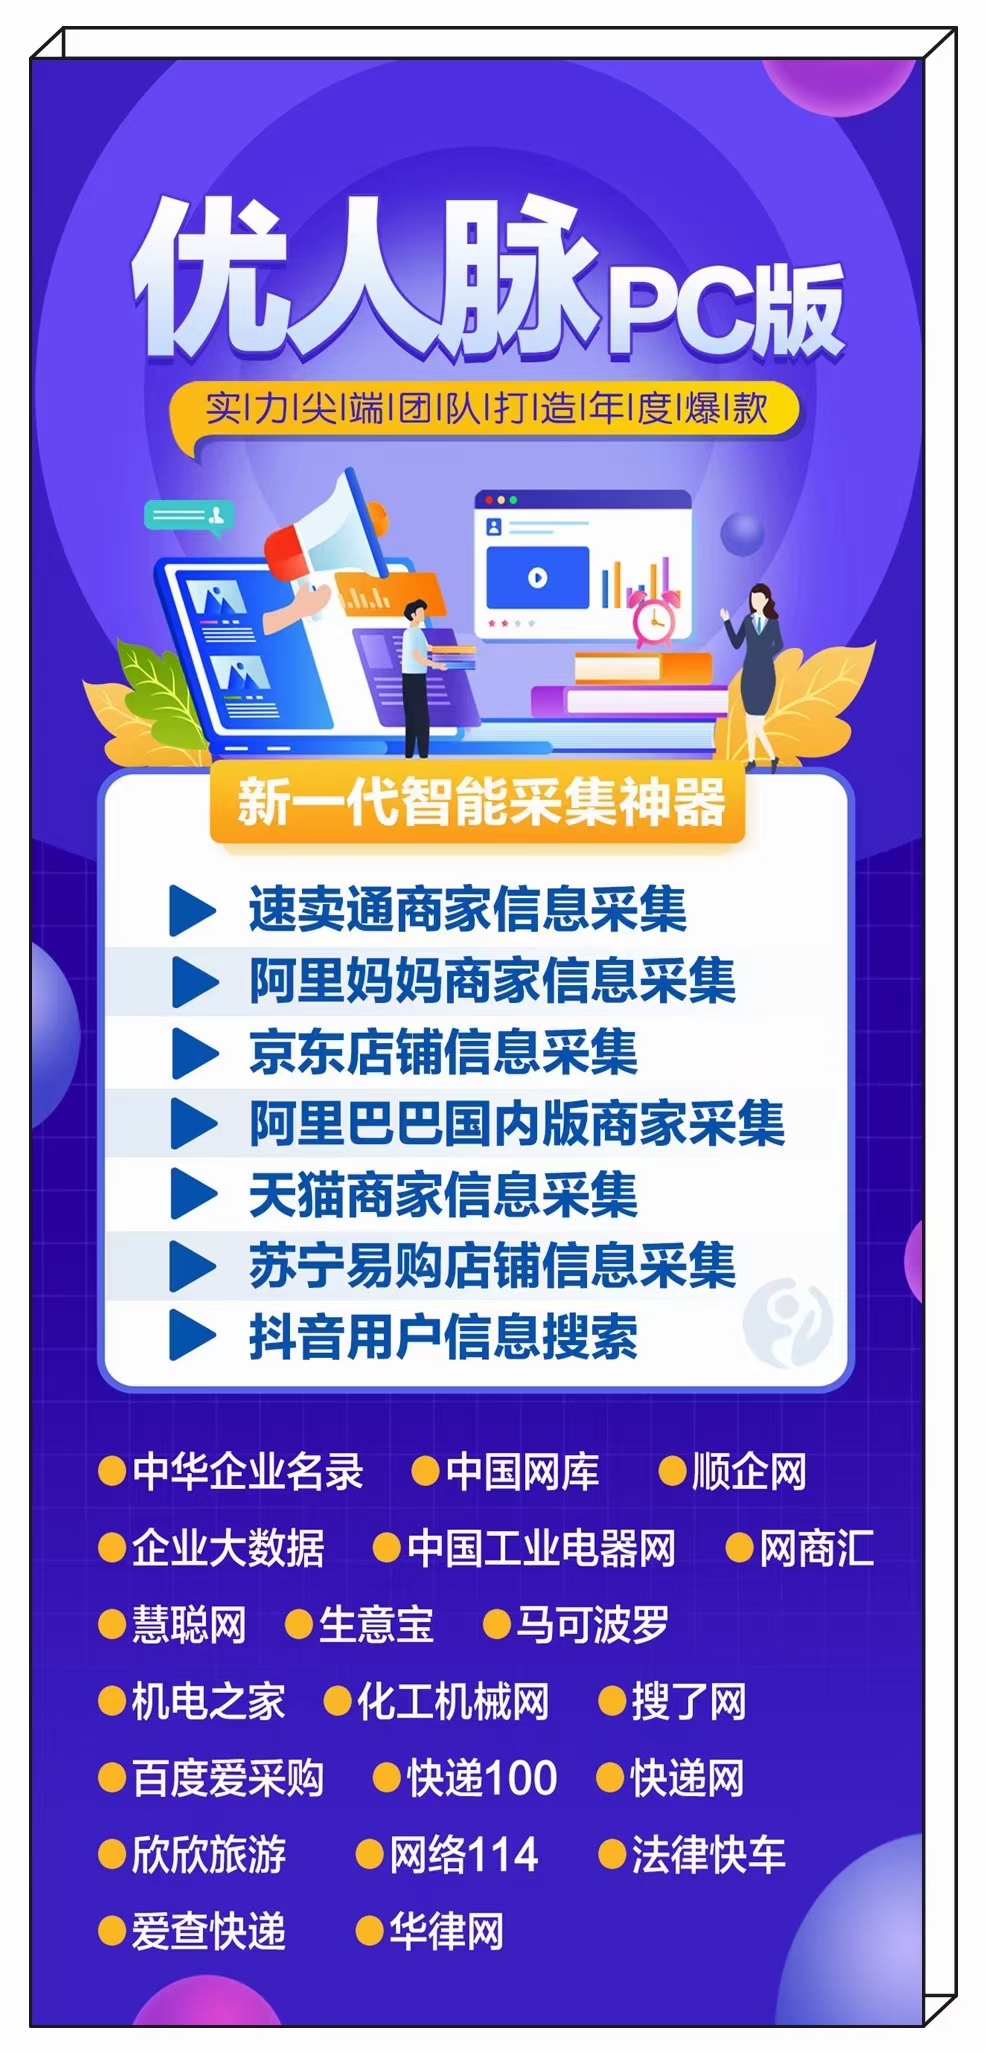 优人脉PC版
实力尖端团队打造年度爆款
新一代智能采集神器
速卖通商家信息采集
阿里妈妈商家信息采集
京东店铺信息采集
阿里巴巴国内版商家采集
天猫商家信息采集
苏宁易购店铺信息采集
抖音用户信息搜索
中华企业名录 中国网库 顺企网
企业大数据 中国工业电器网 网商汇
慧聪网 生意宝 马可波罗
机电之家 化工机械网 搜了网
百度爱采购 快递100 快递网
欣欣旅游 网络114 法律快车
爱查快递 华律网